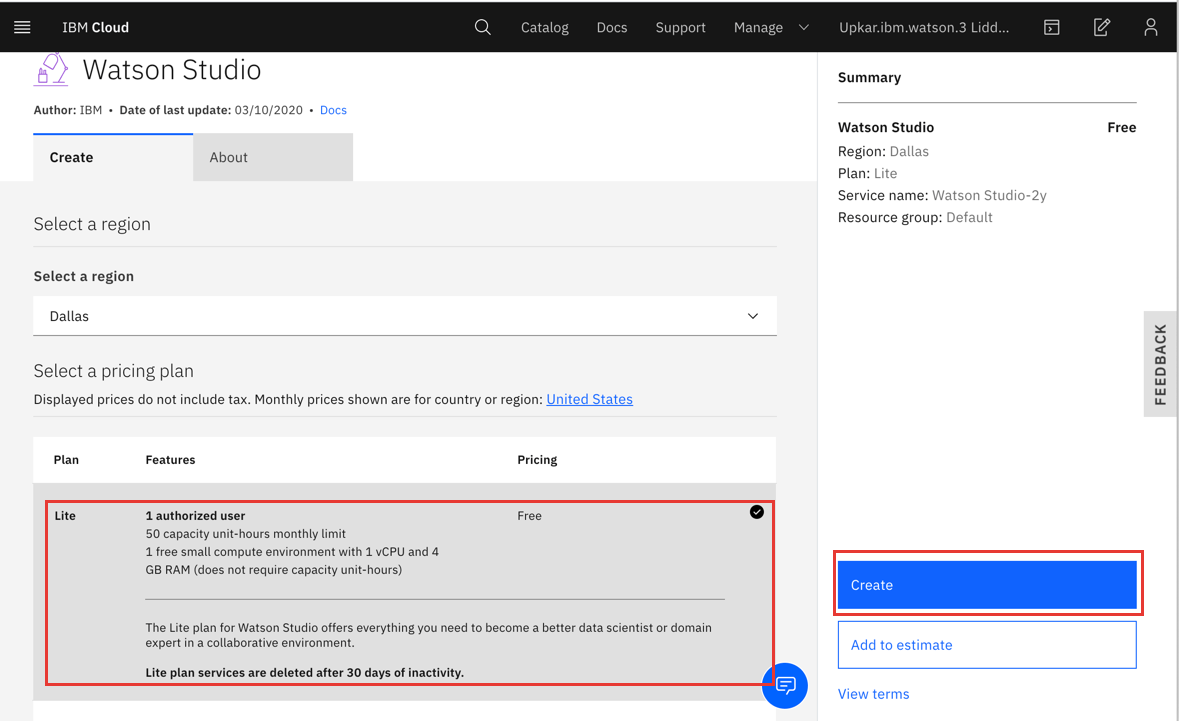 IBM Cloud
Catalog
Docs
Support
Manage
Upkar.ibm.watson.3 Lidd...
Watson Studio
Author: IBM • Date of last update: 03/10/2020 • Docs
Create
About
Select a region
Select a region
Dallas
Select a pricing plan
Displayed prices do not include tax. Monthly prices shown are for country or region: United States
Plan
Features
Pricing
Lite
1 authorized user
Free
50 capacity unit-hours monthly limit
1 free small compute environment with 1 vCPU and 4
GB RAM (does not require capacity unit-hours)
The Lite plan for Watson Studio offers everything you need to become a better data scientist or domain
expert in a collaborative environment.
Lite plan services are deleted after 30 days of inactivity.
Summary
Watson Studio
Free
Region: Dallas
Plan: Lite
Service name: Watson Studio-2y
Resource group: Default
FEEDBACK
Create
Add to estimate
View terms